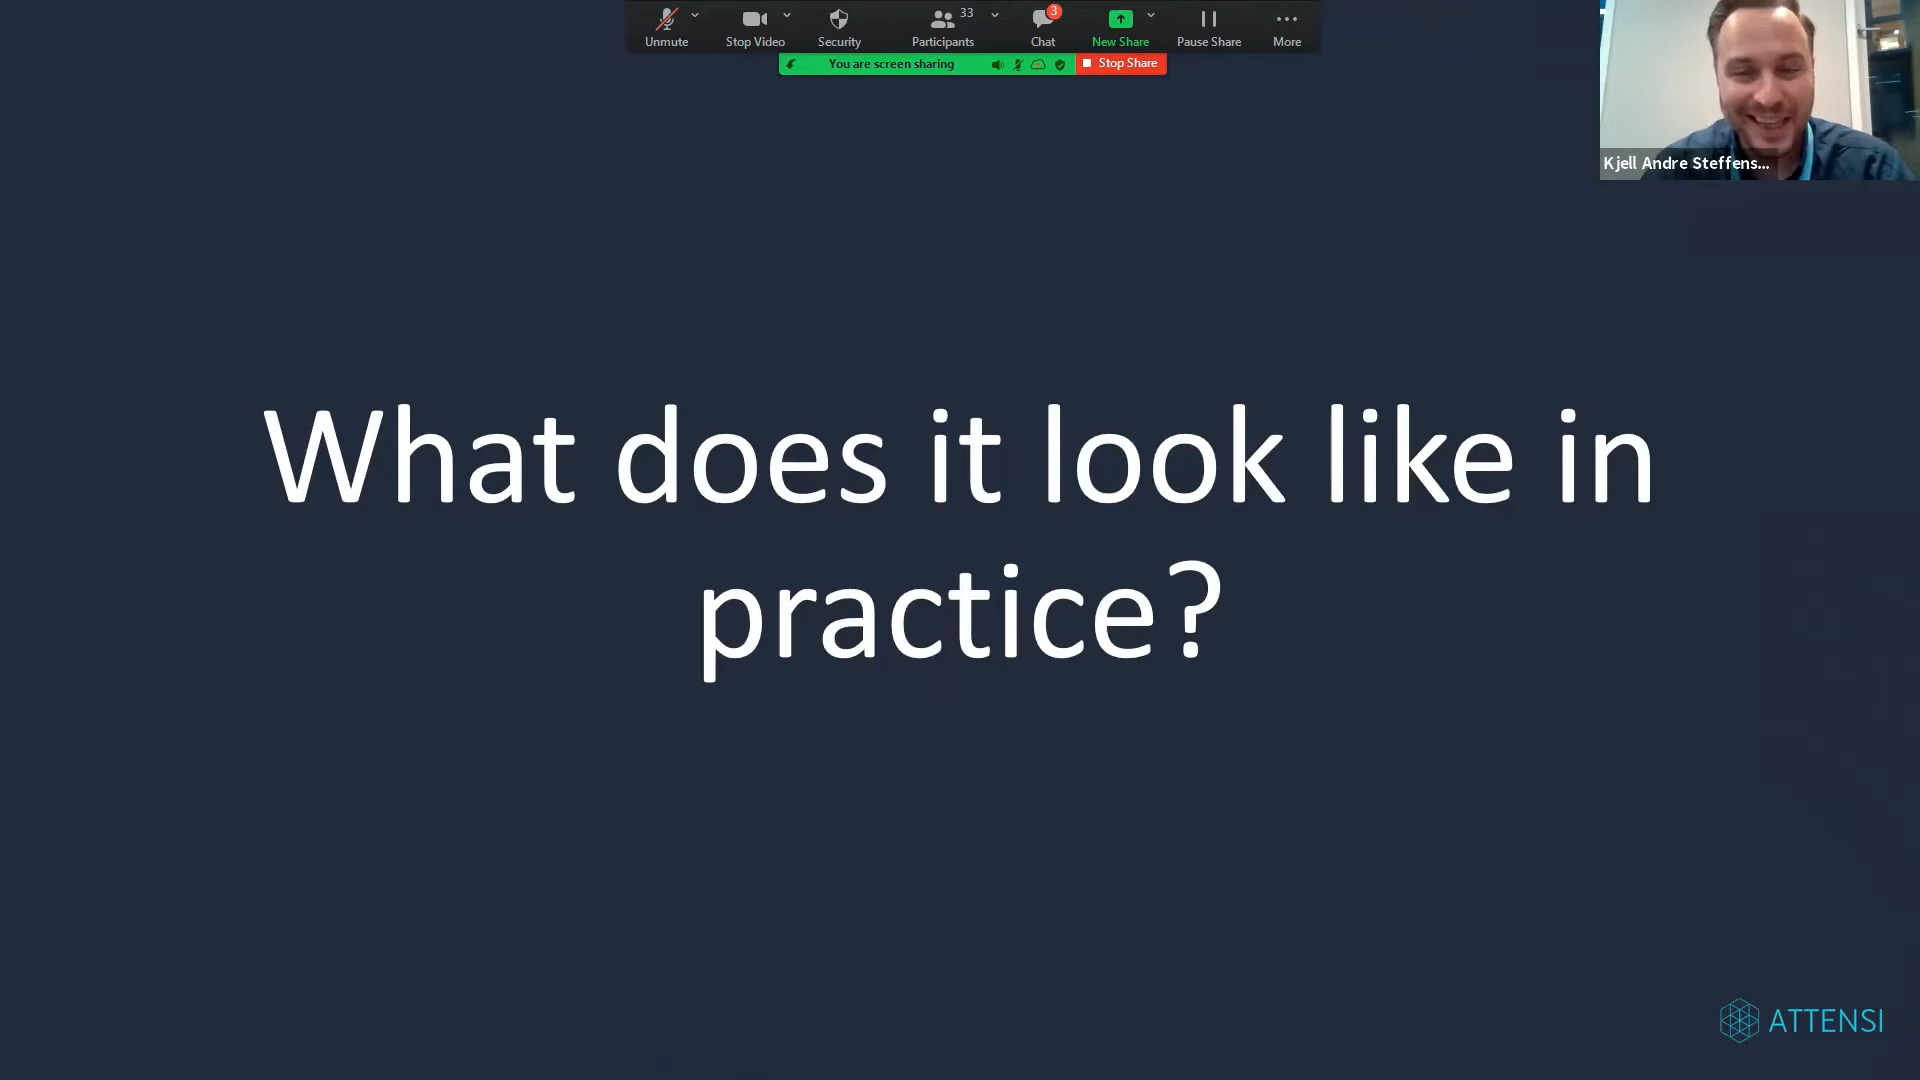 Unmute
Stop Video
Security
33
Participants
3
Chat
New Share
Pause Share
More
You are screen sharing
Stop Share
Kjell Andre Steffens...
What does it look like in
practice?
ATTENSI